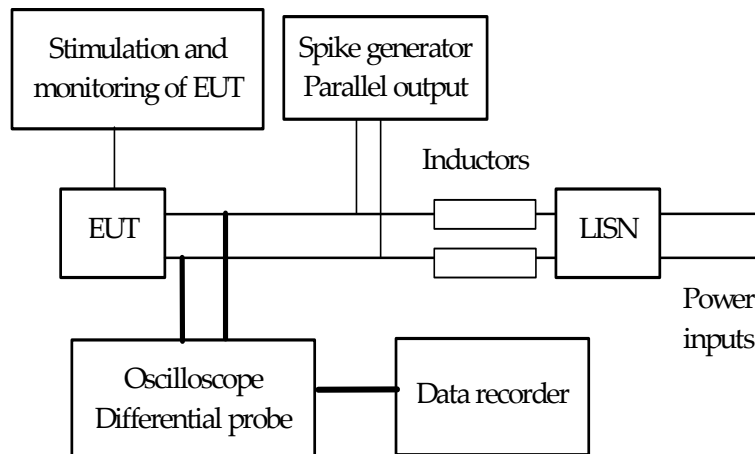 Stimulation and
monitoring of EUT
Spike generator
Parallel output
Inductors
EUT
LISN
Power
inputs
Oscilloscope
Differential probe
Data recorder